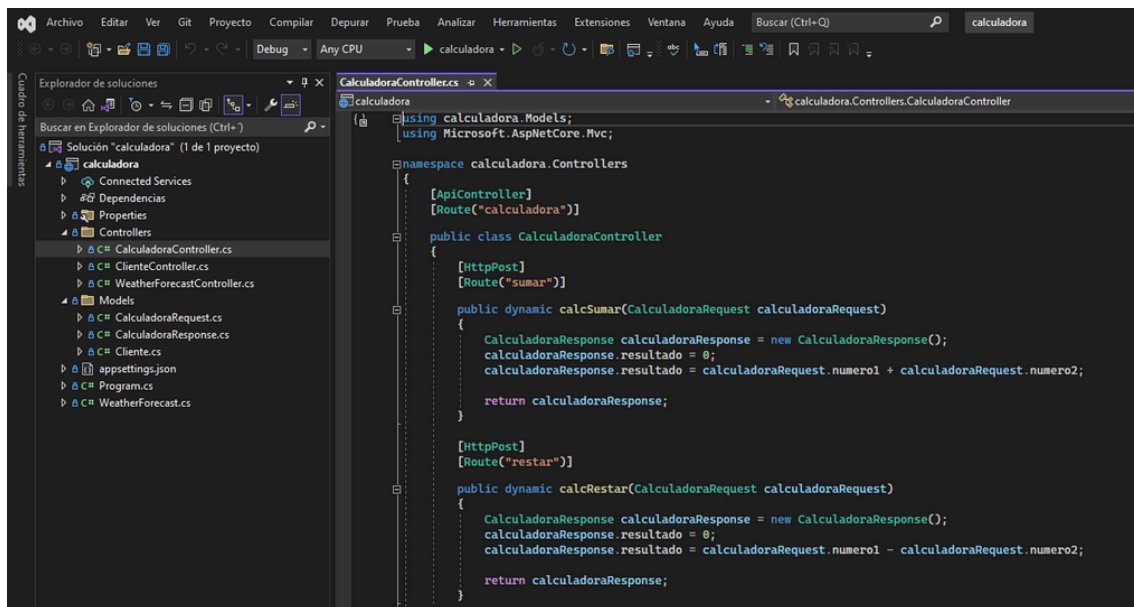 Archivo Editar Ver Git Proyecto Compilar Depurar Prueba Analizar Herramientas Extensiones Ventana Ayuda Buscar (Ctrl+Q) calculadora
Debug Any CPU calculadora
Cuadro de herramientas
Explorador de soluciones
Buscar en Explorador de soluciones (Ctrl+´)
Solución "calculadora" (1 de 1 proyecto)
calculadora
Connected Services
Dependencias
Properties
Controllers
C# CalculadoraController.cs
C# ClienteController.cs
C# WeatherForecastController.cs
Models
C# CalculadoraRequest.cs
C# CalculadoraResponse.cs
C# Cliente.cs
appsettings.json
C# Program.cs
C# WeatherForecast.cs
CalculadoraController.cs
calculadora calculadora.Controllers.CalculadoraController
using calculadora.Models;
using Microsoft.AspNetCore.Mvc;
namespace calculadora.Controllers
{
[ApiController]
[Route("calculadora")]
public class CalculadoraController
{
[HttpPost]
[Route("sumar")]
public dynamic calcSumar(CalculadoraRequest calculadoraRequest)
{
CalculadoraResponse calculadoraResponse = new CalculadoraResponse();
calculadoraResponse.resultado = 0;
calculadoraResponse.resultado = calculadoraRequest.numero1 + calculadoraRequest.numero2;
return calculadoraResponse;
}
[HttpPost]
[Route("restar")]
public dynamic calcRestar(CalculadoraRequest calculadoraRequest)
{
CalculadoraResponse calculadoraResponse = new CalculadoraResponse();
calculadoraResponse.resultado = 0;
calculadoraResponse.resultado = calculadoraRequest.numero1 - calculadoraRequest.numero2;
return calculadoraResponse;
}